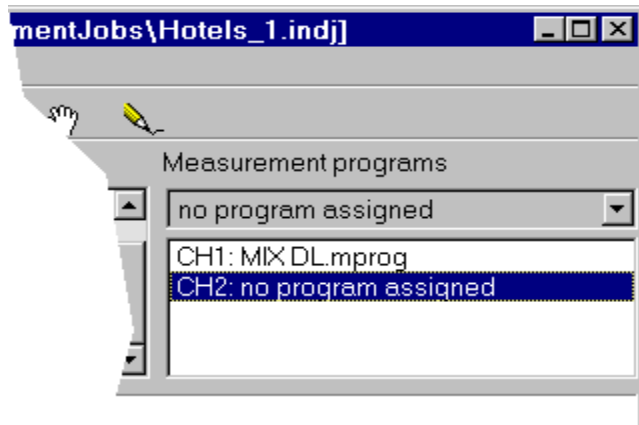 mentJobs\Hotels_1.indj]
Measurement programs
no program assigned
CH1: MIX DL.mprog
CH2: no program assigned